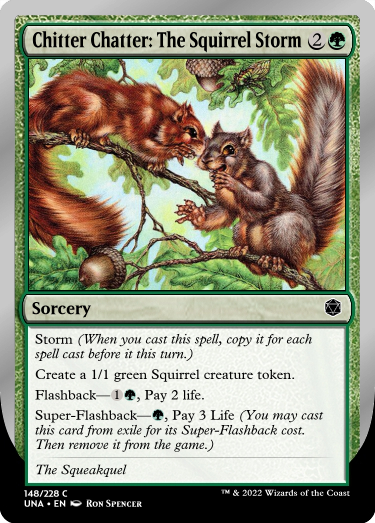 Chitter Chatter: The Squirrel Storm 2
Sorcery
Storm (When you cast this spell, copy it for each
spell cast before it this turn.)
Create a 1/1 green Squirrel creature token.
Flashback—1, Pay 2 life.
Super-Flashback—, Pay 3 Life (You may cast
this card from exile for its Super-Flashback cost.
Then remove it from the game.)
The Squeakquel
148/228 C
UNA • EN Ron Spencer
™ & 2022 Wizards of the Coast